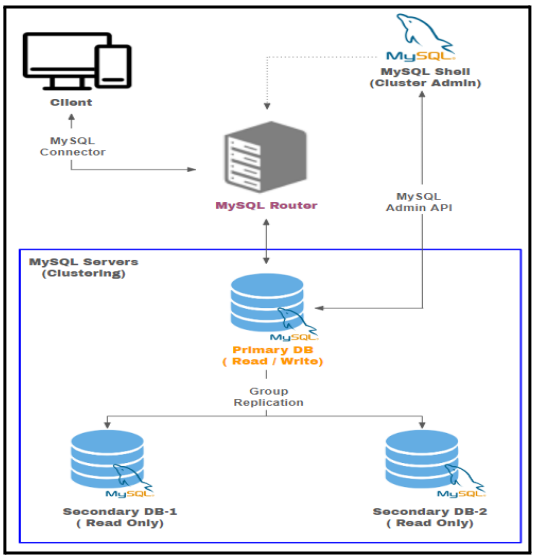 MySQL
MySQL Shell
(Cluster Admin)
Client
MySQL
Connector
MySQL Router
MySQL
Admin API
MySQL Servers
(Clustering)
MySQL
Primary DB
( Read / Write)
Group
Replication
MySQL
Secondary DB-1
( Read Only)
MySQL
Secondary DB-2
( Read Only)